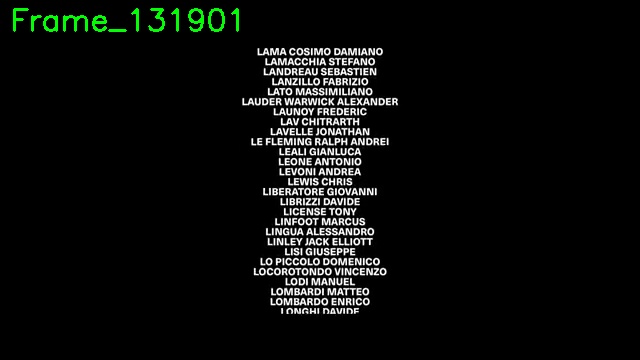 Frame_131901
LAMA COSIMO DAMIANO
LAMACCHIA STEFANO
LANDREAU SEBASTIEN
LANZILLO FABRIZIO
LATO MASSIMILIANO
LAUDER WARWICK ALEXANDER
LAUNOY FREDERIC
LAV CHITRARTH
LAVELLE JONATHAN
LE FLEMING RALPH ANDREI
LEALI GIANLUCA
LEONE ANTONIO
LEVONI ANDREA
LEWIS CHRIS
LIBERATORE GIOVANNI
LIBRIZZI DAVIDE
LICENSE TONY
LINFOOT MARCUS
LINGUA ALESSANDRO
LINLEY JACK ELLIOTT
LISI GIUSEPPE
LO PICCOLO DOMENICO
LOCOROTONDO VINCENZO
LODI MANUEL
LOMBARDI MATTEO
LOMBARDO ENRICO
LONGHI DAVIDE